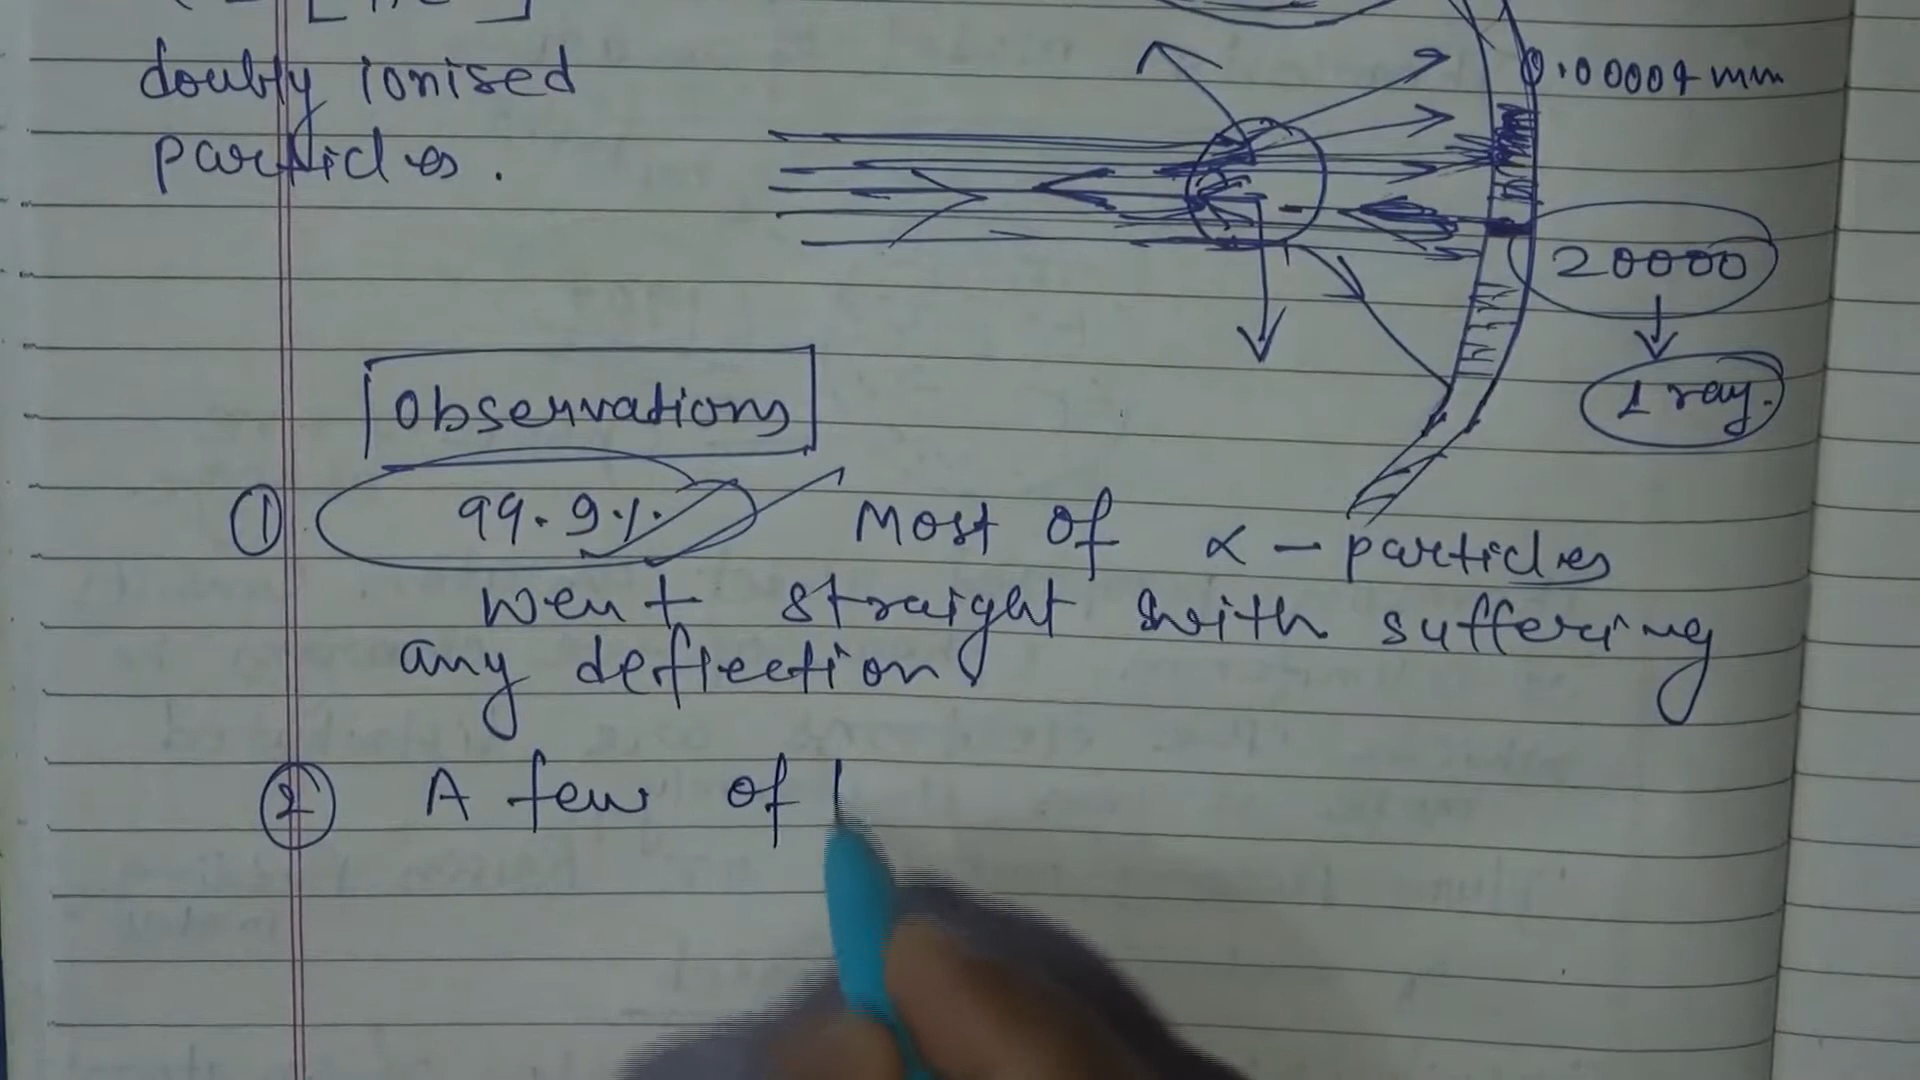 doubly ionised
particles.
0.00004 mm
20000
1 ray.
Observations
① 99.9% Most of α - particles
went straight with suffering
any deflection
② A few of